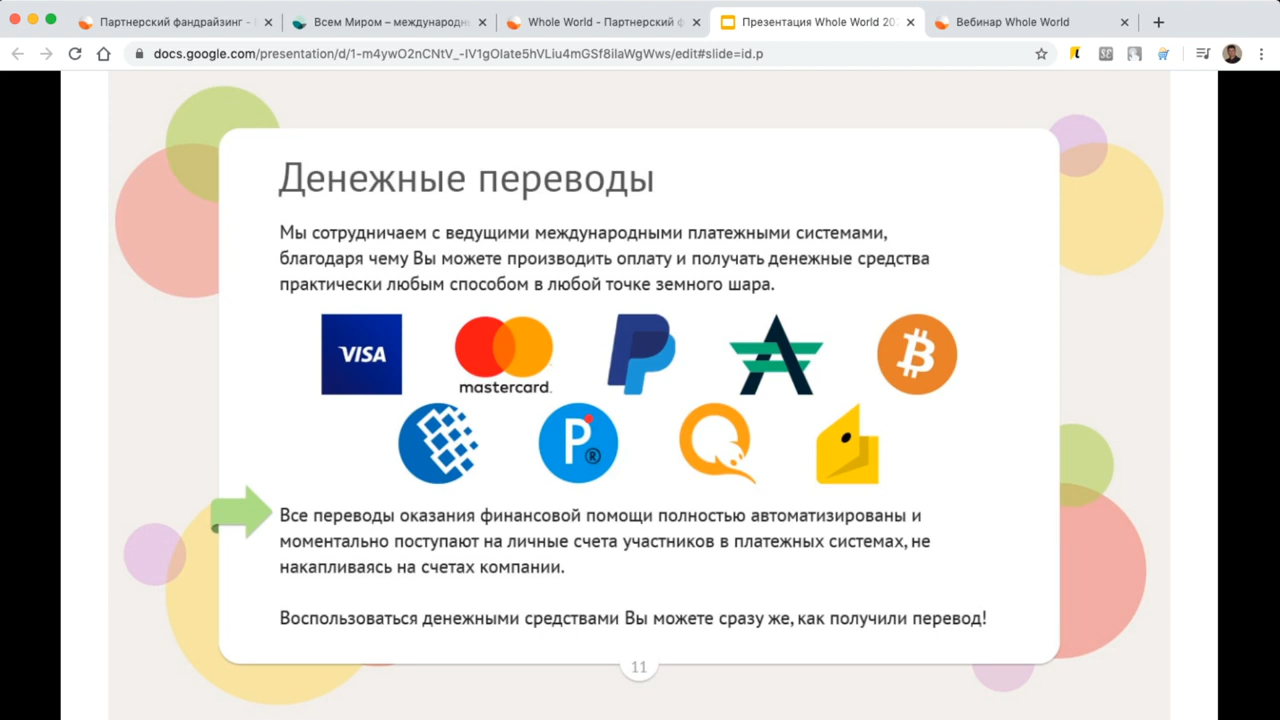 Партнерский фандрайзинг -
Всем Миром – международн
Whole World - Партнерский ф
Презентация Whole World 20
Вебинар Whole World
docs.google.com/presentation/d/1-m4ywO2nCNtV_-IV1gOIate5hVLiu4mGSf8ilaWgWws/edit#slide=id.p
Денежные переводы
Мы сотрудничаем с ведущими международными платежными системами,
благодаря чему Вы можете производить оплату и получать денежные средства
практически любым способом в любой точке земного шара.
VISA
mastercard.
Все переводы оказания финансовой помощи полностью автоматизированы и
моментально поступают на личные счета участников в платежных системах, не
накапливаясь на счетах компании.
Воспользоваться денежными средствами Вы можете сразу же, как получили перевод!
11